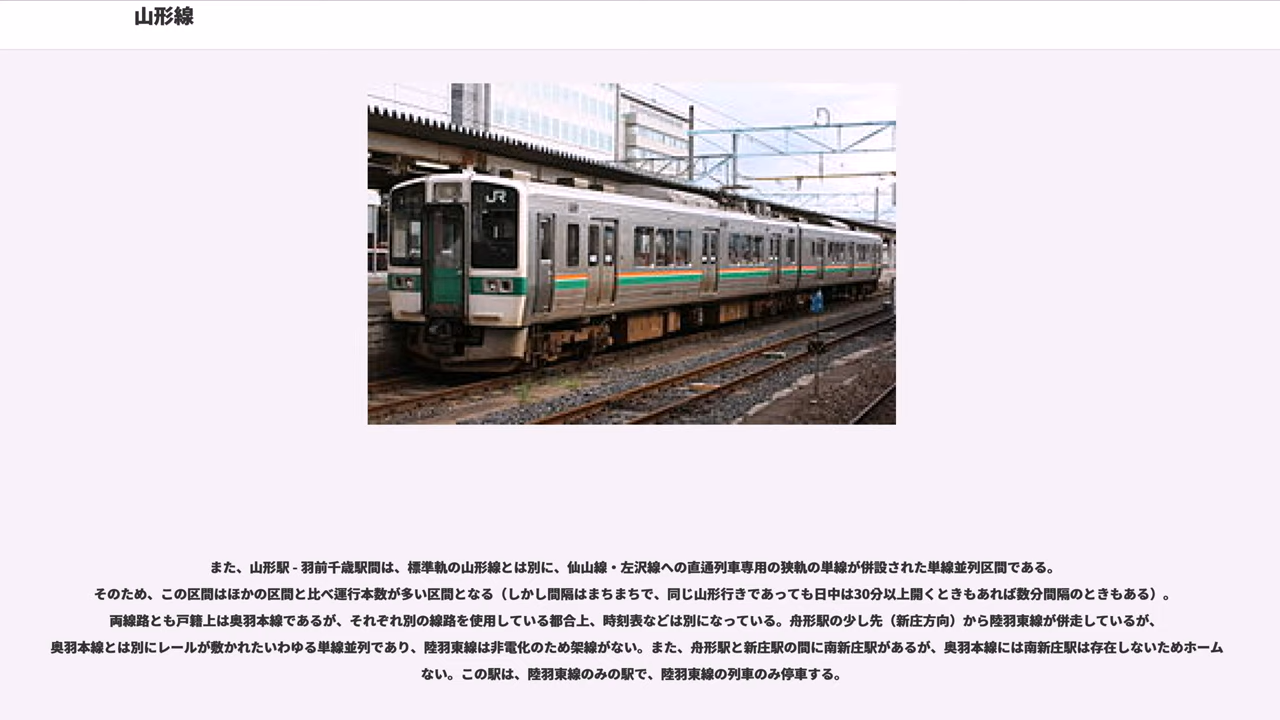 山形線
JR
また、山形駅 - 羽前千歳駅間は、標準軌の山形線とは別に、仙山線・左沢線への直通列車専用の狭軌の単線が併設された単線並列区間である。
そのため、この区間はほかの区間と比べ運行本数が多い区間となる（しかし間隔はまちまちで、同じ山形行きであっても日中は30分以上開くときもあれば数分間隔のときもある）。
両線路とも戸籍上は奥羽本線であるが、それぞれ別の線路を使用している都合上、時刻表などは別になっている。舟形駅の少し先（新庄方向）から陸羽東線が併走しているが、
奥羽本線とは別にレールが敷かれたいわゆる単線並列であり、陸羽東線は非電化のため架線がない。また、舟形駅と新庄駅の間に南新庄駅があるが、奥羽本線には南新庄駅は存在しないためホーム
ない。この駅は、陸羽東線のみの駅で、陸羽東線の列車のみ停車する。